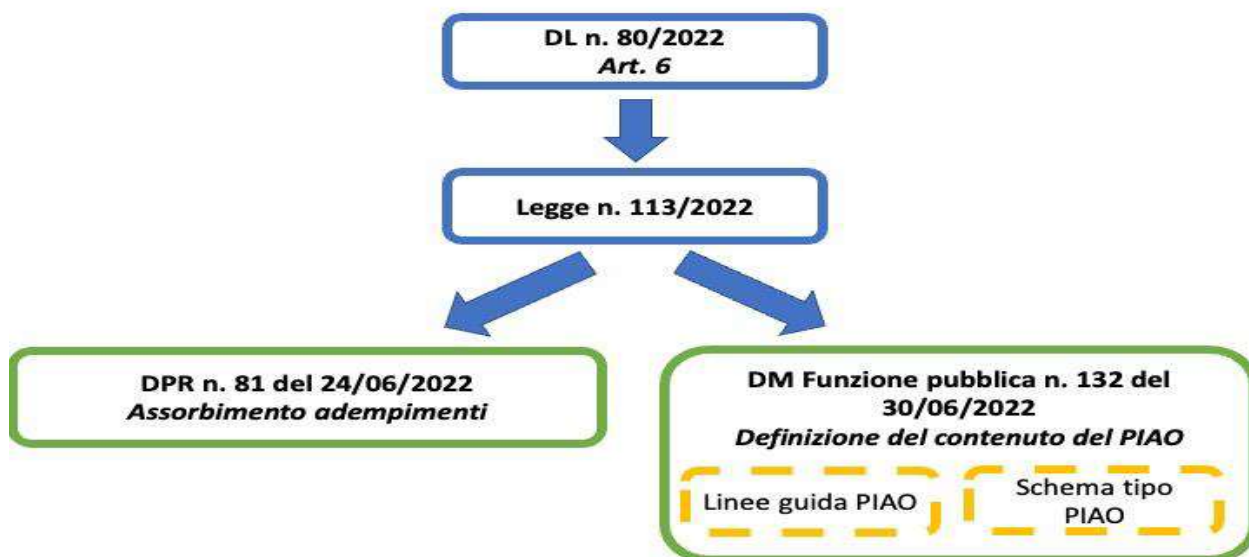 DL n. 80/2022
Art. 6
Legge n. 113/2022
DPR n. 81 del 24/06/2022
Assorbimento adempimenti
DM Funzione pubblica n. 132 del
30/06/2022
Definizione del contenuto del PIAO
Linee guida PIAO
Schema tipo
PIAO